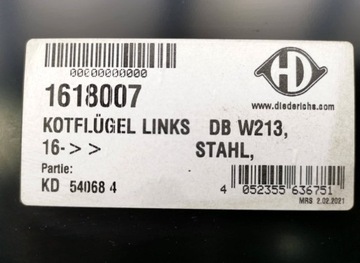 00000000000
HD
1618007
www.diederichs.com
KOTFLÜGEL LINKS DB W213,
16-> > STAHL,
Partie:
KD 54068 4
4 052355 636751
MRS 2.02.2021